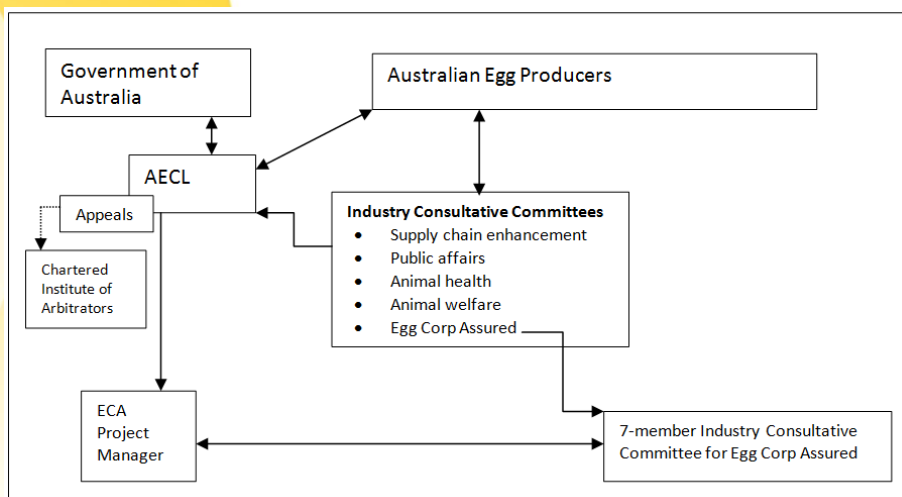 Government of
Australia
Australian Egg Producers
AECL
Appeals
Industry Consultative Committees
• Supply chain enhancement
• Public affairs
• Animal health
• Animal welfare
• Egg Corp Assured
Chartered
Institute of
Arbitrators
ECA
Project
Manager
7-member Industry Consultative
Committee for Egg Corp Assured